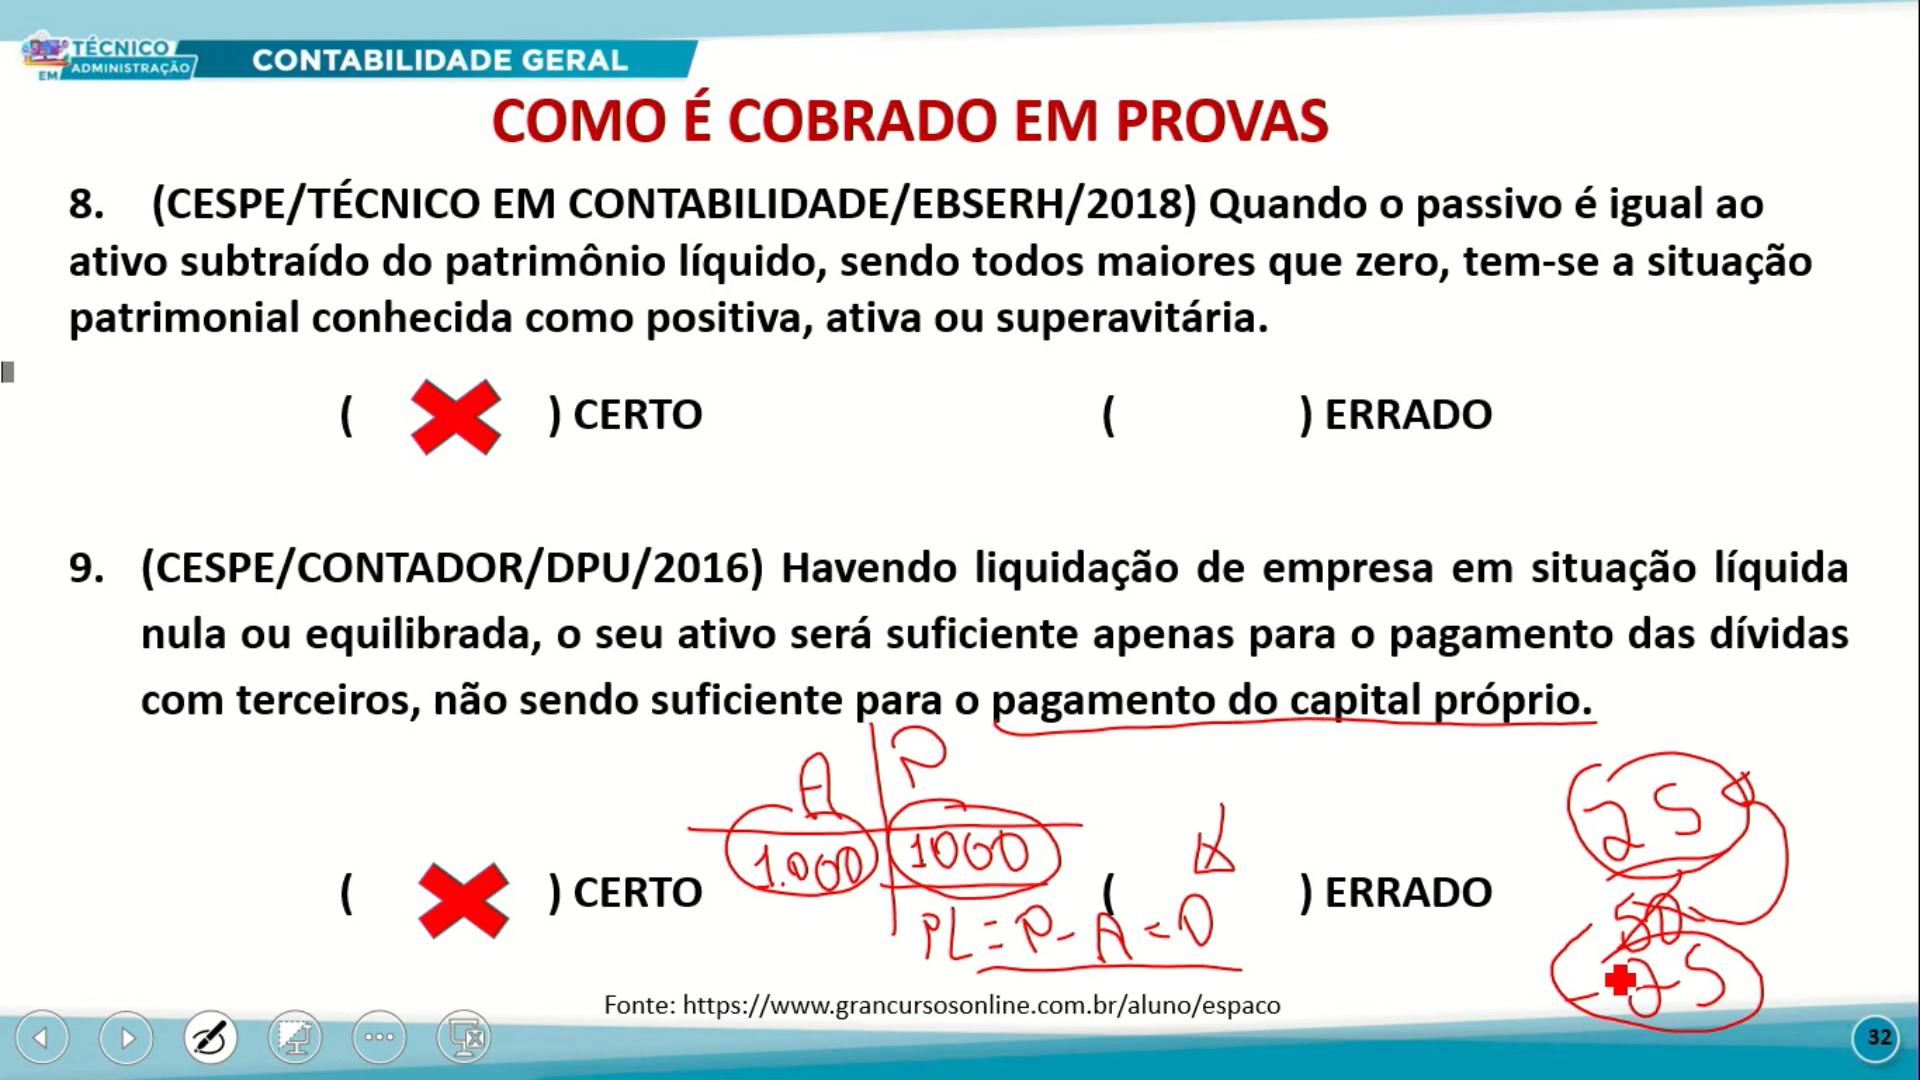 TÉCNICO
EM ADMINISTRAÇÃO
CONTABILIDADE GERAL
COMO É COBRADO EM PROVAS
8. (CESPE/TÉCNICO EM CONTABILIDADE/EBSERH/2018) Quando o passivo é igual ao
ativo subtraído do patrimônio líquido, sendo todos maiores que zero, tem-se a situação
patrimonial conhecida como positiva, ativa ou superavitária.
( ) CERTO ( ) ERRADO
9. (CESPE/CONTADOR/DPU/2016) Havendo liquidação de empresa em situação líquida
nula ou equilibrada, o seu ativo será suficiente apenas para o pagamento das dívidas
com terceiros, não sendo suficiente para o pagamento do capital próprio.
A P
25
1.000 1000
( ) CERTO ( ) ERRADO
PL = P - A = 0
50
-25
Fonte: https://www.grancursosonline.com.br/aluno/espaco
32